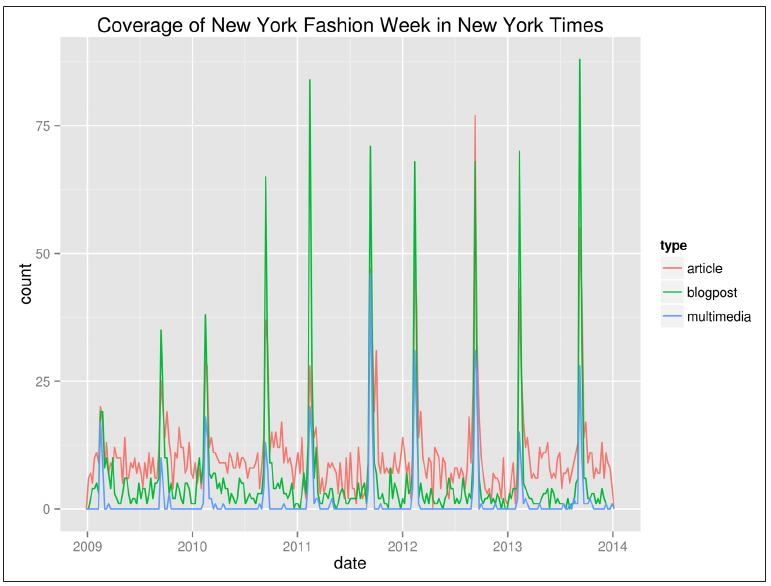 Coverage of New York Fashion Week in New York Times
75
50
25
0
count
2009 2010 2011 2012 2013 2014
date
type
article
blogpost
multimedia